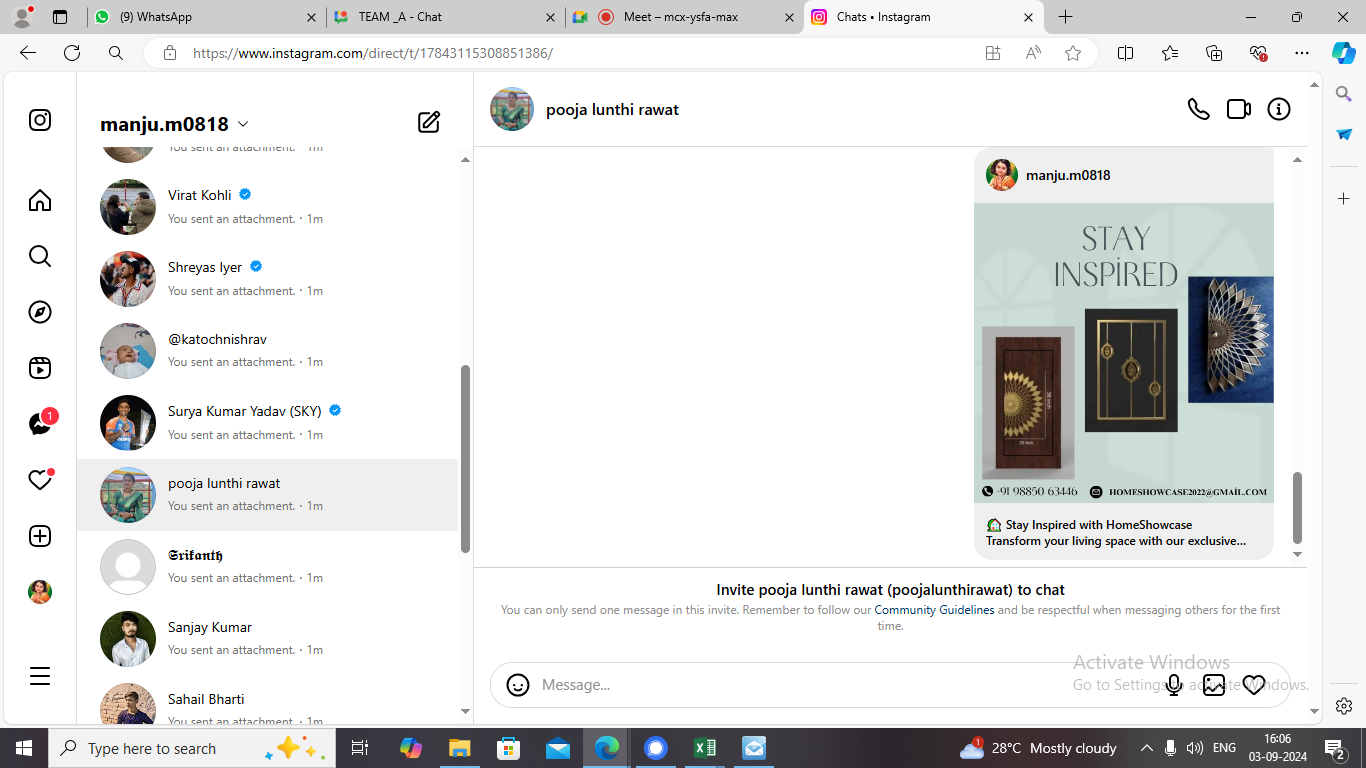 (9) WhatsApp
TEAM _A - Chat
Meet – mcx-ysfa-max
Chats • Instagram
https://www.instagram.com/direct/t/17843115308851386/
manju.m0818
You sent an attachment. · 1m
Virat Kohli
You sent an attachment. · 1m
Shreyas Iyer
You sent an attachment. · 1m
@katochnishrav
You sent an attachment. · 1m
Surya Kumar Yadav (SKY)
You sent an attachment. · 1m
pooja lunthi rawat
You sent an attachment. · 1m
𝕾𝖗𝖎𝖐𝖆𝖓𝖙𝖍
You sent an attachment. · 1m
Sanjay Kumar
You sent an attachment. · 1m
Sahail Bharti
You sent an attachment. · 1m
1
pooja lunthi rawat
manju.m0818
STAY
INSPIRED
36 inch
20 inch
+91 98850 63446
HOMESHOWCASE2022@GMAIL.COM
🏠 Stay Inspired with HomeShowcase
Transform your living space with our exclusive...
Invite pooja lunthi rawat (poojalunthirawat) to chat
You can only send one message in this invite. Remember to follow our Community Guidelines and be respectful when messaging others for the first
time.
Message...
Activate Windows
Go to Settings to activate Windows.
Type here to search
1
28°C Mostly cloudy
ENG
16:06
03-09-2024
2